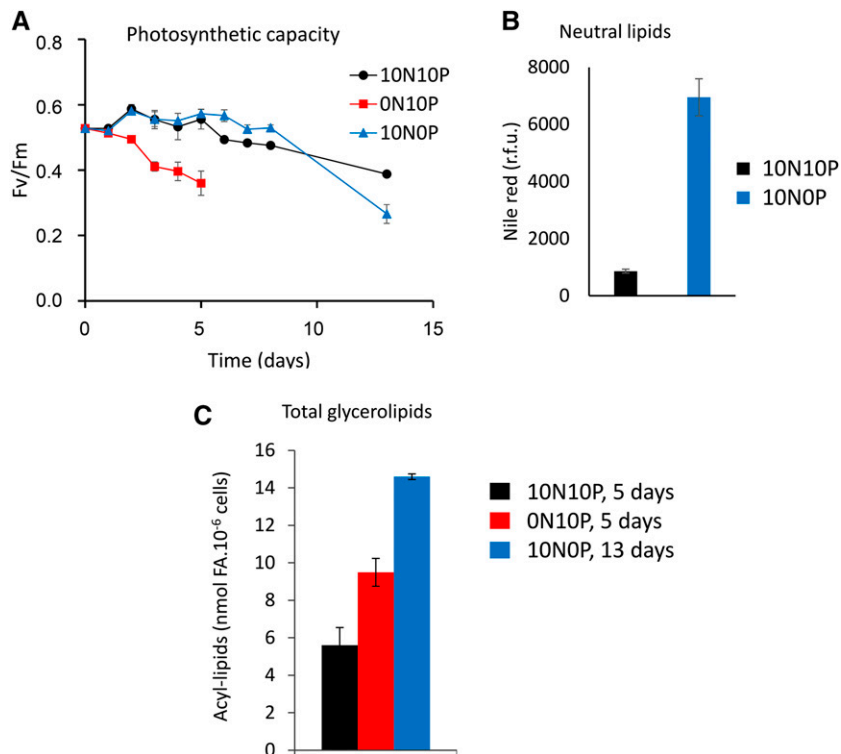 A
Photosynthetic capacity
0.8
0.6
0.4
0.2
0.0
Fv/Fm
0
5
10
15
Time (days)
10N10P
0N10P
10N0P
B
Neutral lipids
8000
6000
4000
2000
0
Nile red (r.f.u.)
10N10P
10N0P
C
Total glycerolipids
16
14
12
10
8
6
4
2
0
Acyl-lipids (nmol FA.10⁻⁶ cells)
10N10P, 5 days
0N10P, 5 days
10N0P, 13 days